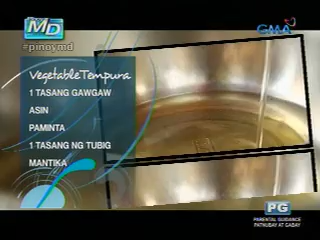 MD
#pinoymd
GMA
Vegetable Tempura
1 TASANG GAWGAW
ASIN
PAMINTA
1 TASANG NG TUBIG
MANTIKA
PG
PARENTAL GUIDANCE
PATNUBAY AT GABAY